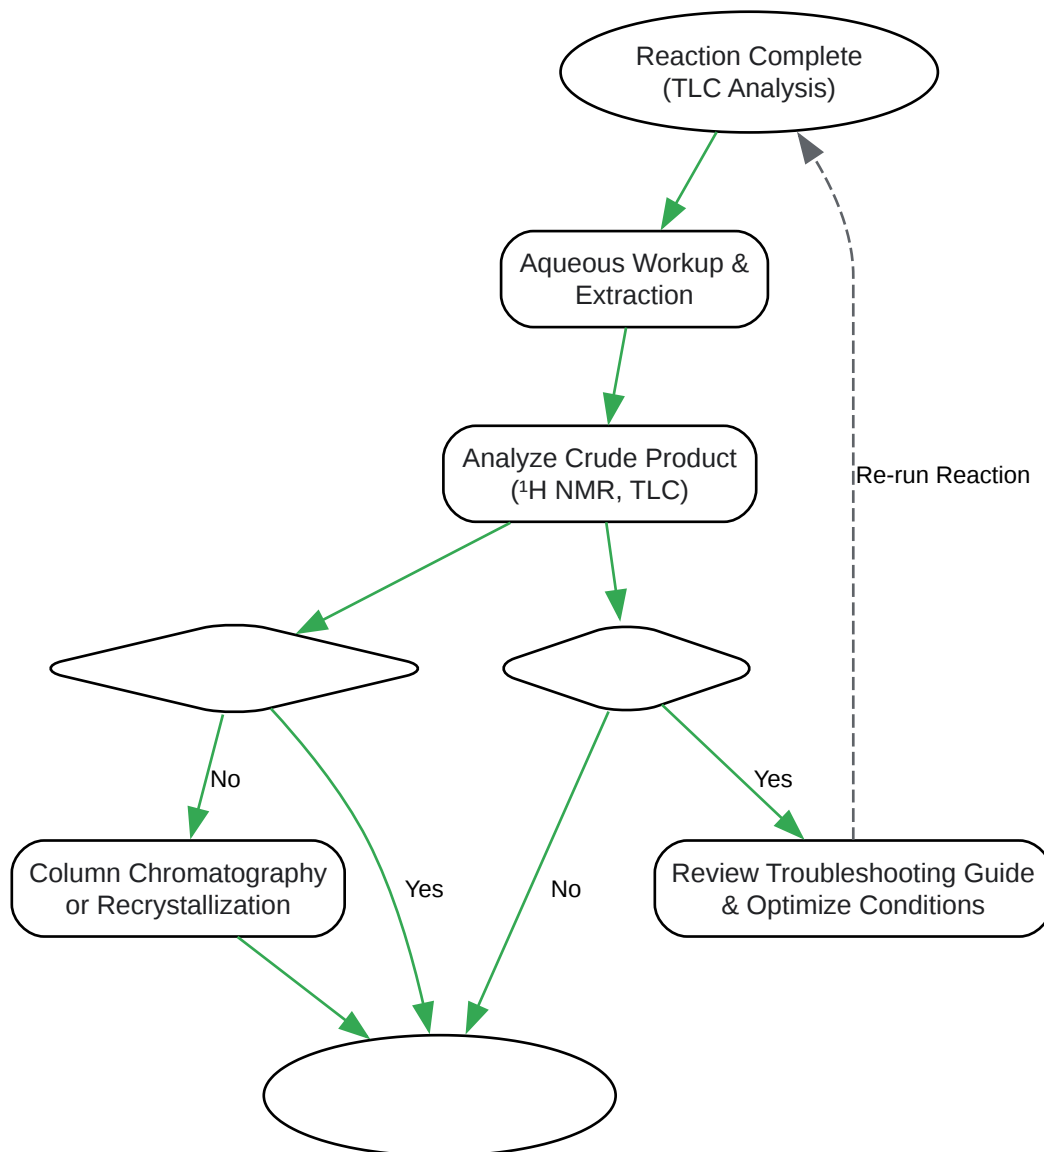 Reaction Complete
(TLC Analysis)
Aqueous Workup &
Extraction
Analyze Crude Product
(¹H NMR, TLC)
Re-run Reaction
No
Yes
Column Chromatography
or Recrystallization
Yes
No
Review Troubleshooting Guide
& Optimize Conditions